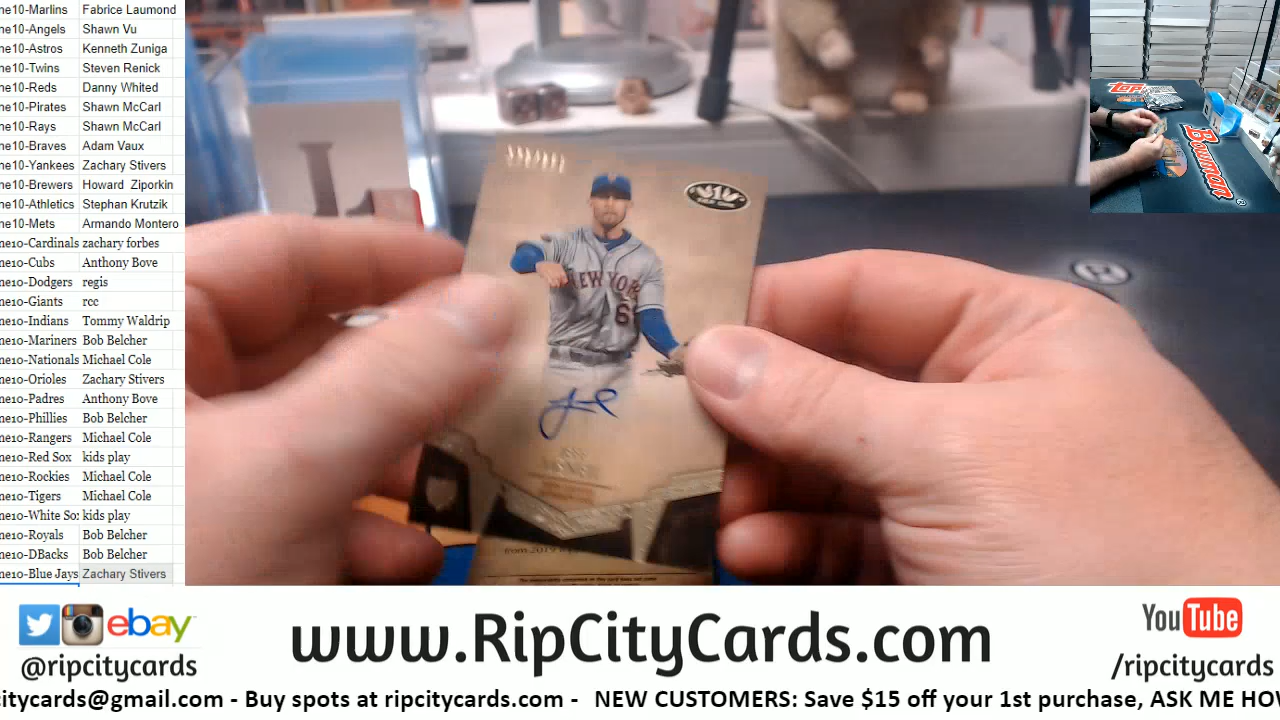 ne10-Marlins Fabrice Laumond
ne10-Angels Shawn Vu
ne10-Astros Kenneth Zuniga
ne10-Twins Steven Renick
ne10-Reds Danny Whited
ne10-Pirates Shawn McCarl
ne10-Rays Shawn McCarl
ne10-Braves Adam Vaux
ne10-Yankees Zachary Stivers
ne10-Brewers Howard Ziporkin
ne10-Athletics Stephan Krutzik
ne10-Mets Armando Montero
ne10-Cardinals zachary forbes
ne10-Cubs Anthony Bove
ne10-Dodgers regis
ne10-Giants rcc
ne10-Indians Tommy Waldrip
ne10-Mariners Bob Belcher
ne10-Nationals Michael Cole
ne10-Orioles Zachary Stivers
ne10-Padres Anthony Bove
ne10-Phillies Bob Belcher
ne10-Rangers Michael Cole
ne10-Red Sox kids play
ne10-Rockies Michael Cole
ne10-Tigers Michael Cole
ne10-White So kids play
ne10-Royals Bob Belcher
ne10-DBacks Bob Belcher
ne10-Blue Jays Zachary Stivers
NEW YORK
6
from 2019
Topps
Bowman
ebay
@ripcitycards
www.RipCityCards.com
YouTube
/ripcitycards
citycards@gmail.com - Buy spots at ripcitycards.com - NEW CUSTOMERS: Save $15 off your 1st purchase, ASK ME HOW